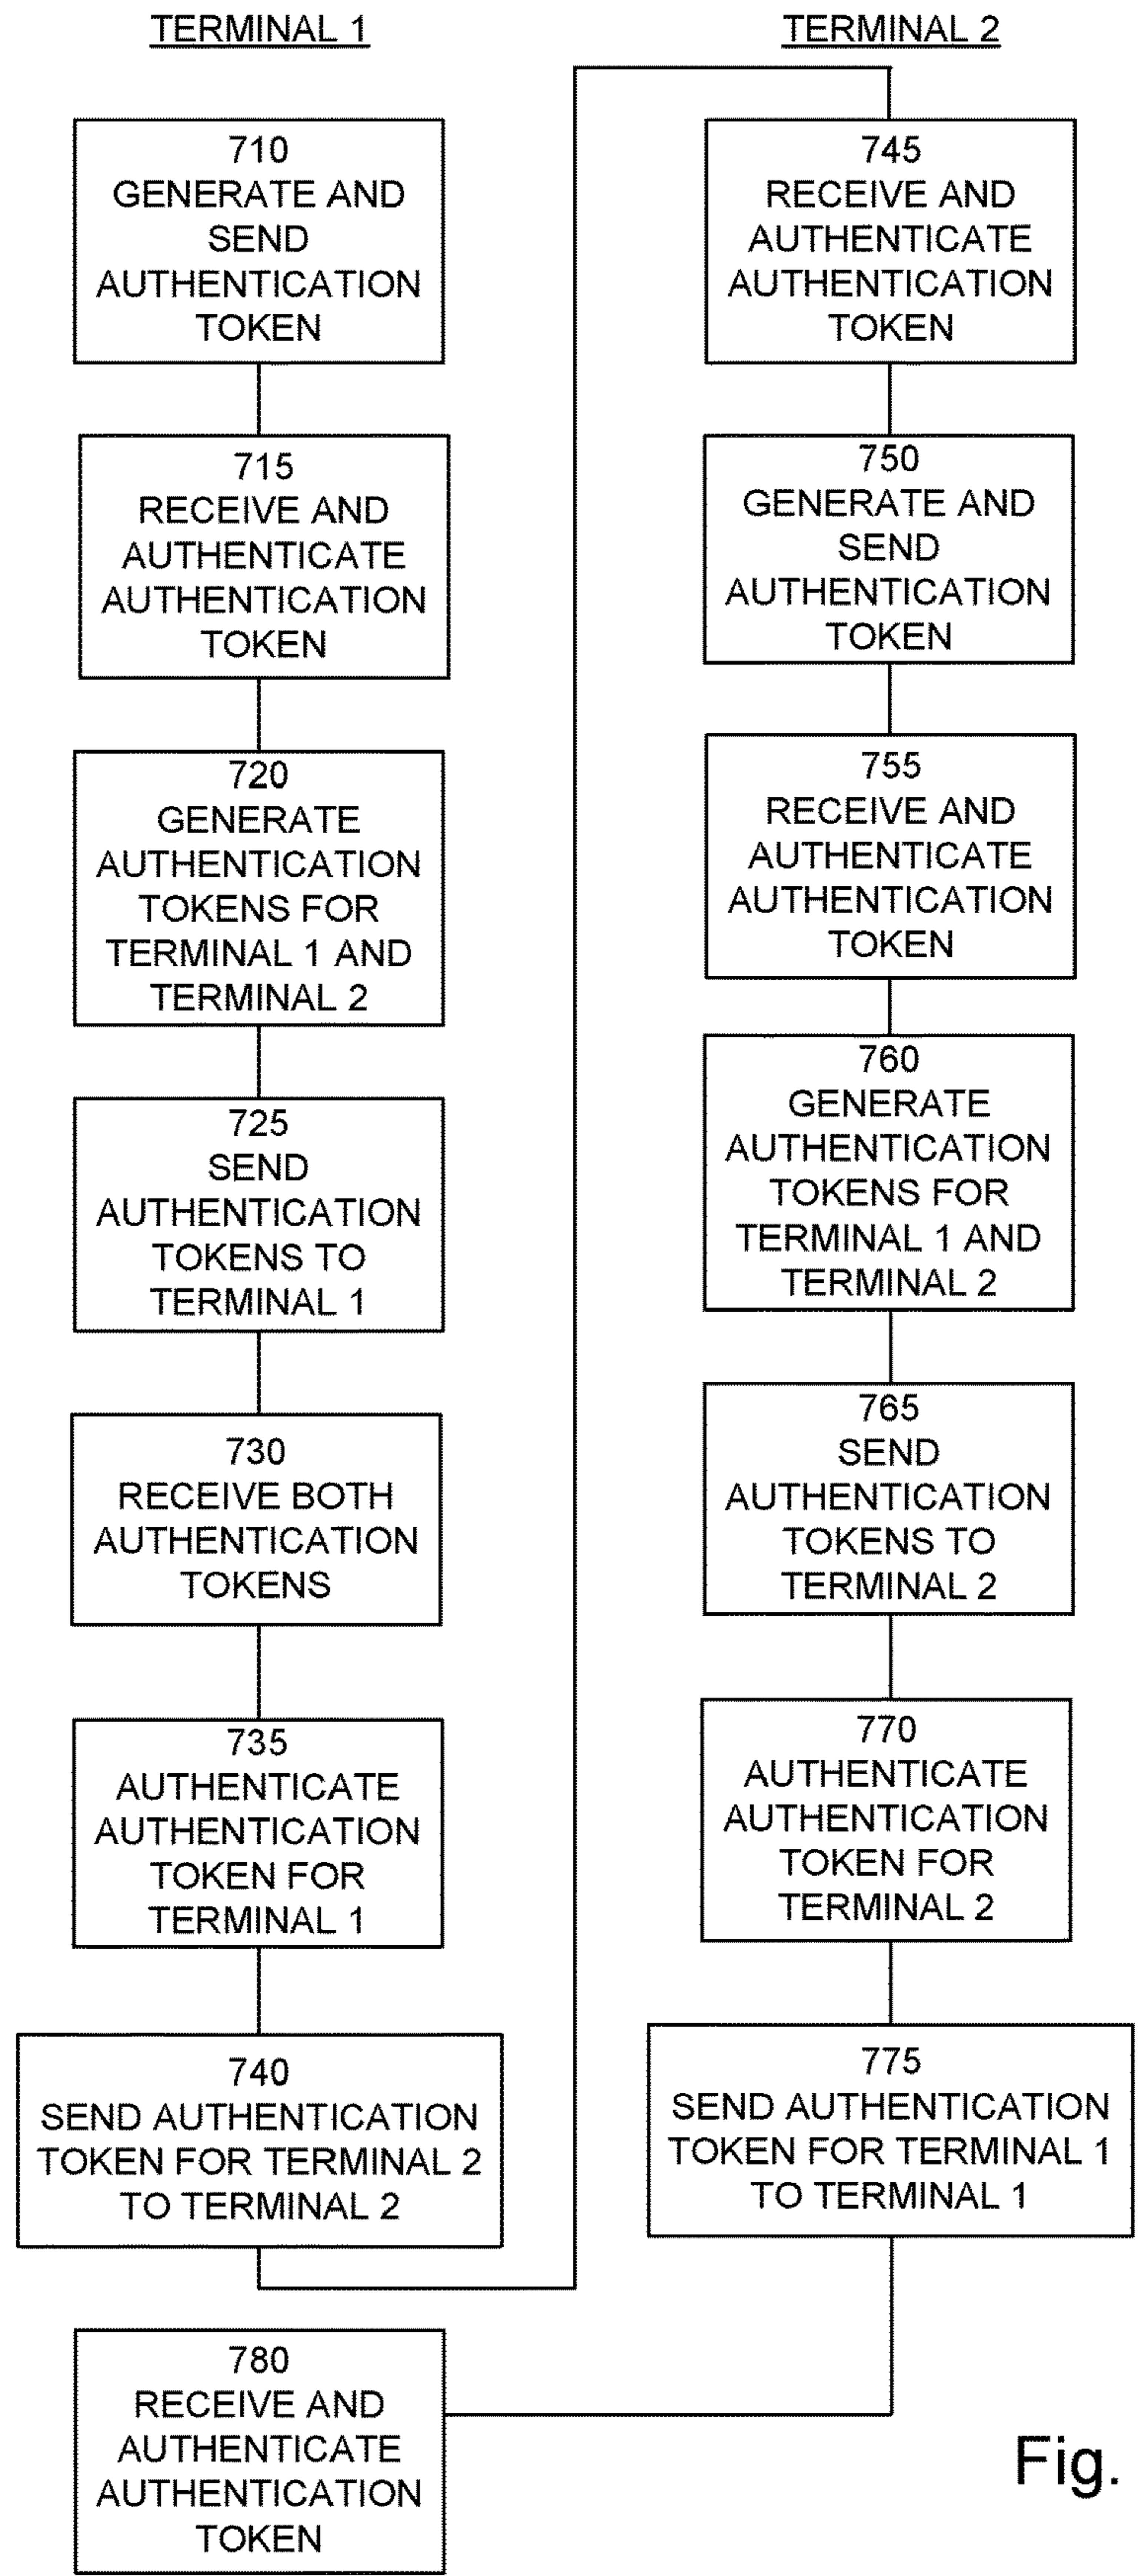 TERMINAL 1
710
GENERATE AND
SEND
AUTHENTICATION
TOKEN
715
RECEIVE AND
AUTHENTICATE
AUTHENTICATION
TOKEN
720
GENERATE
AUTHENTICATION
TOKENS FOR
TERMINAL 1 AND
TERMINAL 2
725
SEND
AUTHENTICATION
TOKENS TO
TERMINAL 1
730
RECEIVE BOTH
AUTHENTICATION
TOKENS
735
AUTHENTICATE
AUTHENTICATION
TOKEN FOR
TERMINAL 1
740
SEND AUTHENTICATION
TOKEN FOR TERMINAL 2
TO TERMINAL 2
TERMINAL 2
745
RECEIVE AND
AUTHENTICATE
AUTHENTICATION
TOKEN
750
GENERATE AND
SEND
AUTHENTICATION
TOKEN
755
RECEIVE AND
AUTHENTICATE
AUTHENTICATION
TOKEN
760
GENERATE
AUTHENTICATION
TOKENS FOR
TERMINAL 1 AND
TERMINAL 2
765
SEND
AUTHENTICATION
TOKENS TO
TERMINAL 2
770
AUTHENTICATE
AUTHENTICATION
TOKEN FOR
TERMINAL 2
775
SEND AUTHENTICATION
TOKEN FOR TERMINAL 1
TO TERMINAL 1
780
RECEIVE AND
AUTHENTICATE
AUTHENTICATION
TOKEN
Fig.